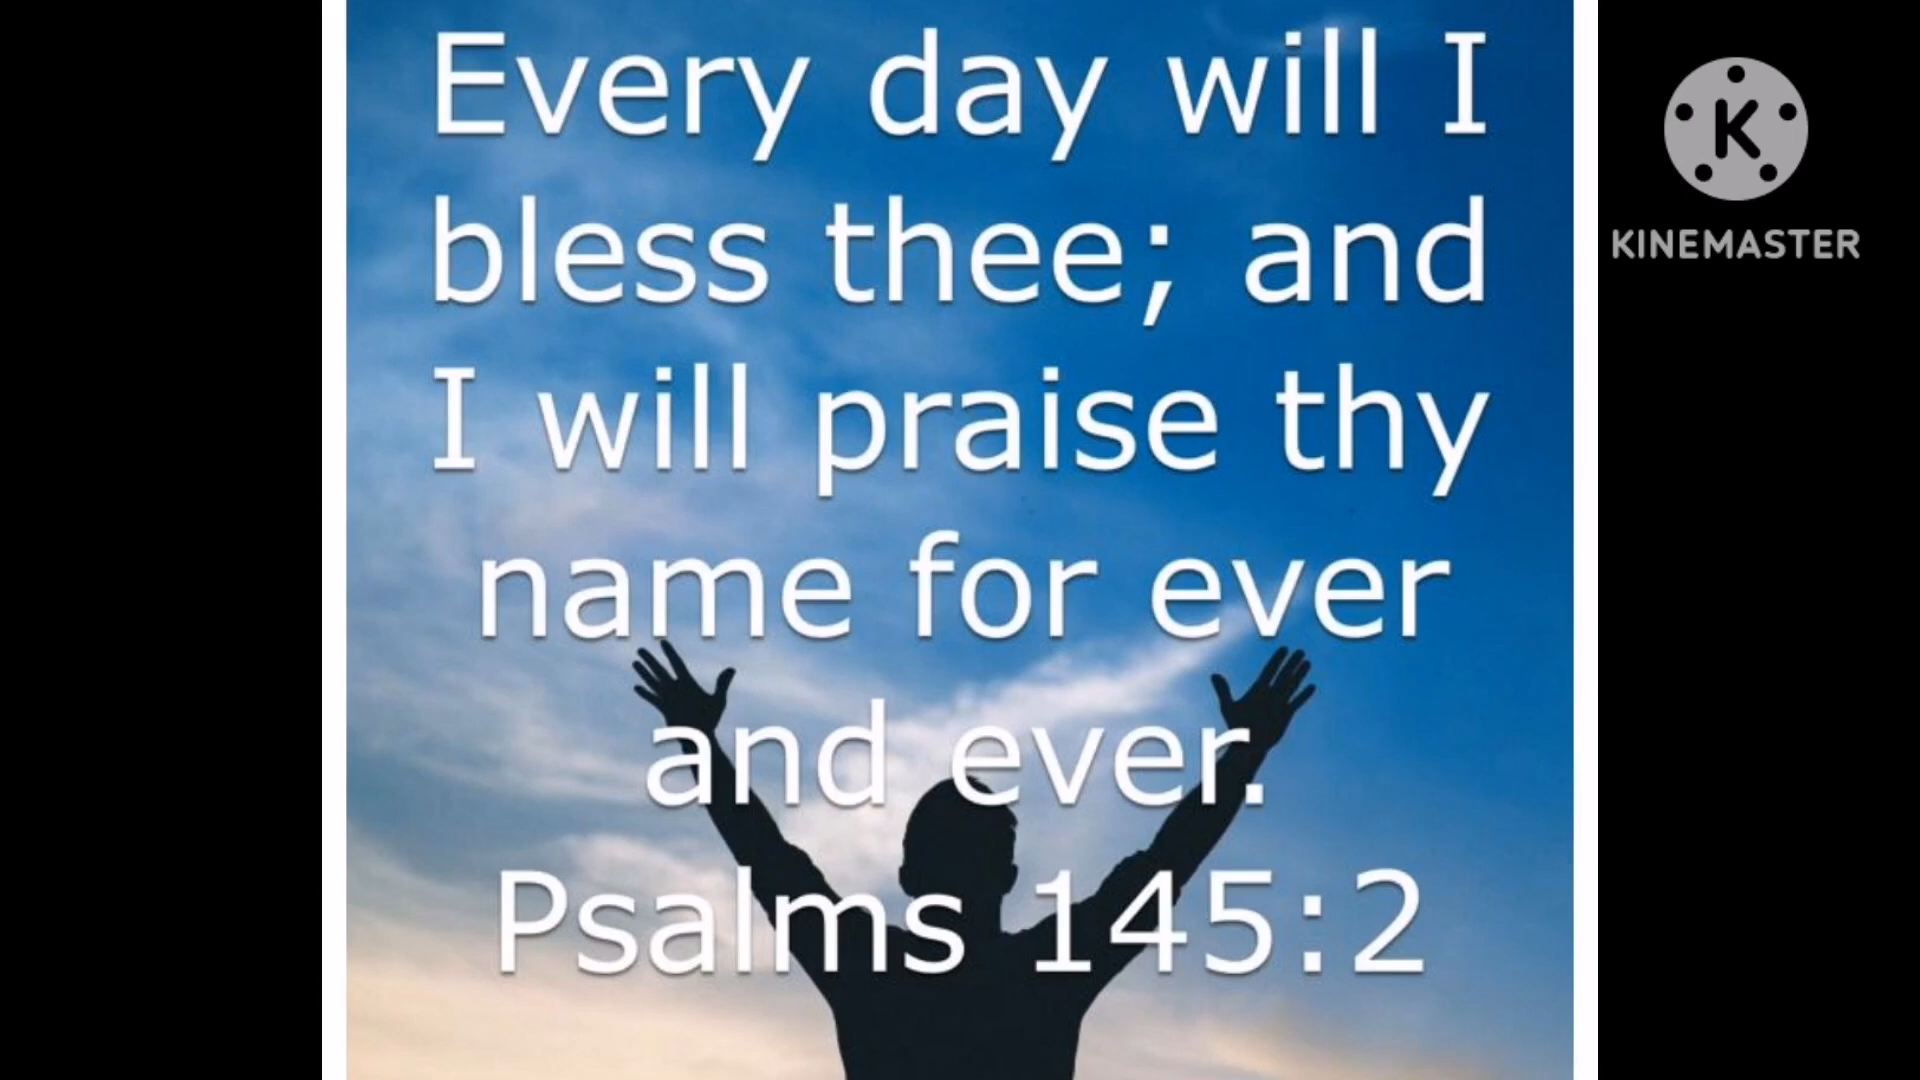 Every day will I
bless thee; and
I will praise thy
name for ever
and ever.
Psalms 145:2
K
KINEMASTER